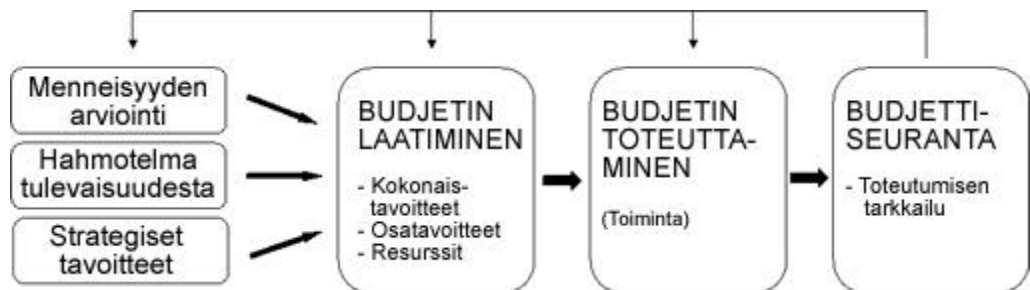 Menneisyyden
arviointi
Hahmotelma
tulevaisuudesta
Strategiset
tavoitteet
BUDJETIN
LAATIMINEN
- Kokonais-
tavoitteet
- Osatavoitteet
- Resurssit
BUDJETIN
TOTEUTTA-
MINEN
(Toiminta)
BUDJETTI-
SEURANTA
- Toteutumisen
tarkkailu